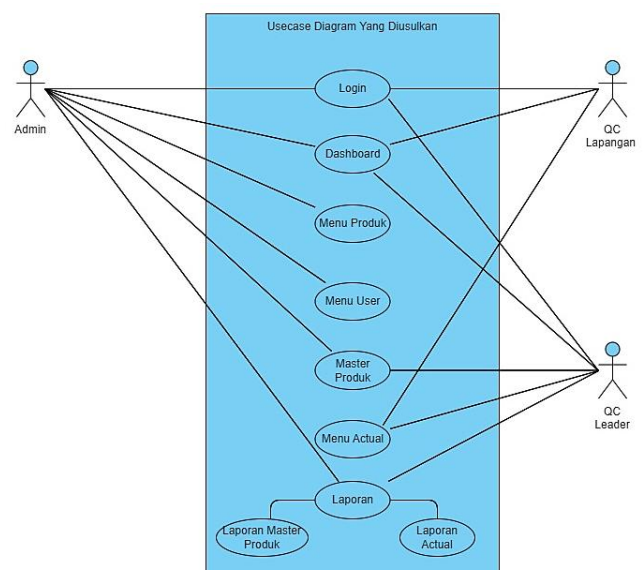 Usecase Diagram Yang Diusulkan
Admin
Login
QC
Lapangan
Dashboard
Menu Produk
Menu User
Master
Produk
QC
Leader
Menu Actual
Laporan
Laporan Master
Produk
Laporan
Actual